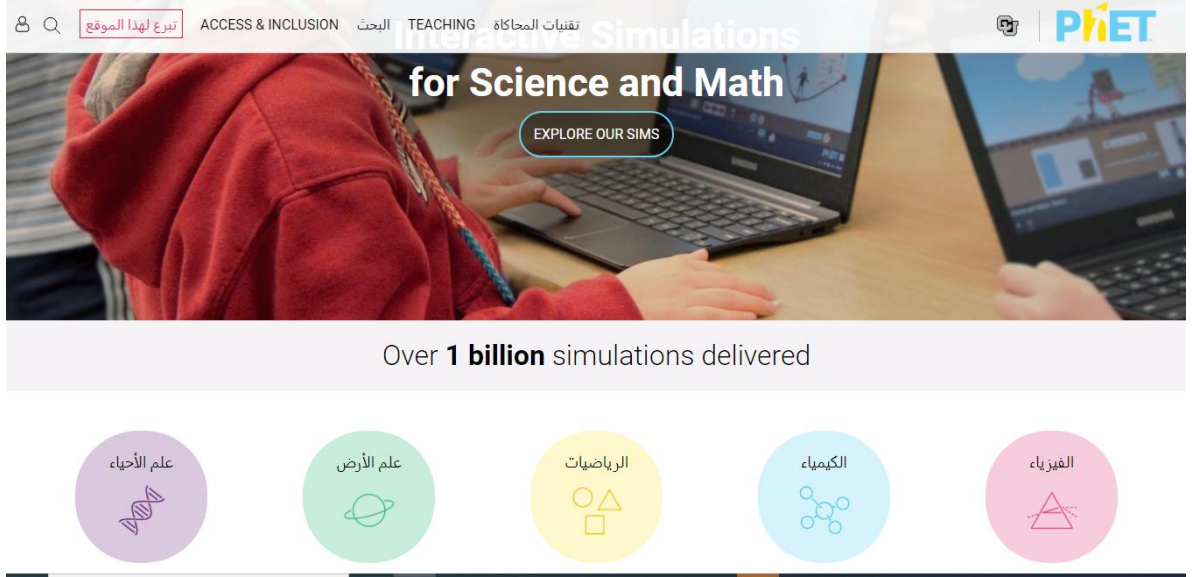 PhET
تقنيات المحاكاة
TEACHING
البحث
ACCESS & INCLUSION
تبرع لهذا الموقع
Interactive Simulations
for Science and Math
EXPLORE OUR SIMS
Over 1 billion simulations delivered
الفيزياء
الكيمياء
الرياضيات
علم الأرض
علم الأحياء